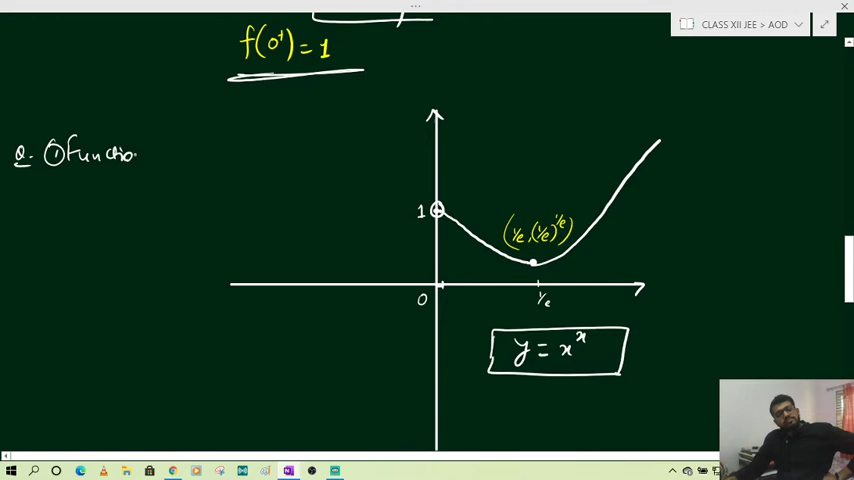 CLASS XII JEE > AOD
f(0⁺) = 1
Q. ① Functio
1
(1/e, (1/e)^1/e)
0
1/e
y = x^x